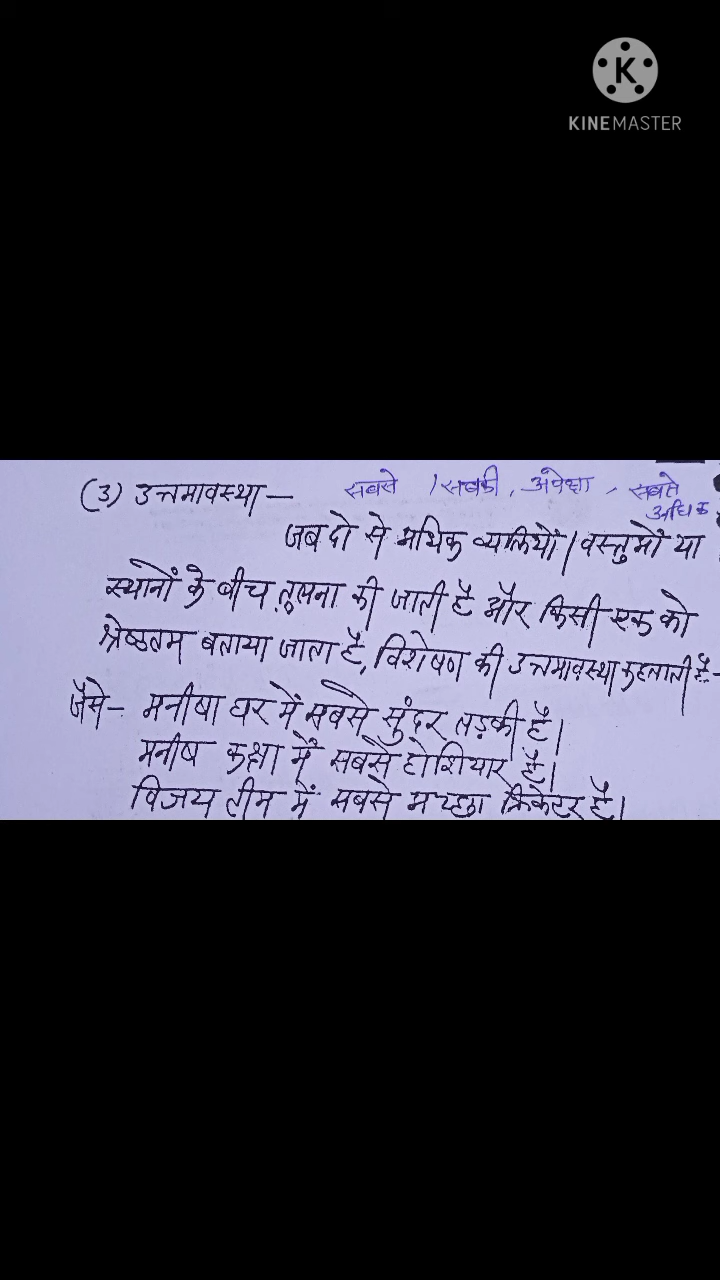 K
KINEMASTER
(3) उत्तमावस्था — सबसे / सबकी, अपेक्षा, सबसे अधिक
जब दो से अधिक व्यक्तियों / वस्तुओं या
स्थानों के बीच तुलना की जाती है और किसी एक को
श्रेष्ठतम बताया जाता है, विशेषण की उत्तमावस्था कहलाती है -
जैसे - मनीषा घर में सबसे सुंदर लड़की है।
मनीष कक्षा में सबसे होशियार है।
विजय टीम में सबसे अच्छा क्रिकेटर है।